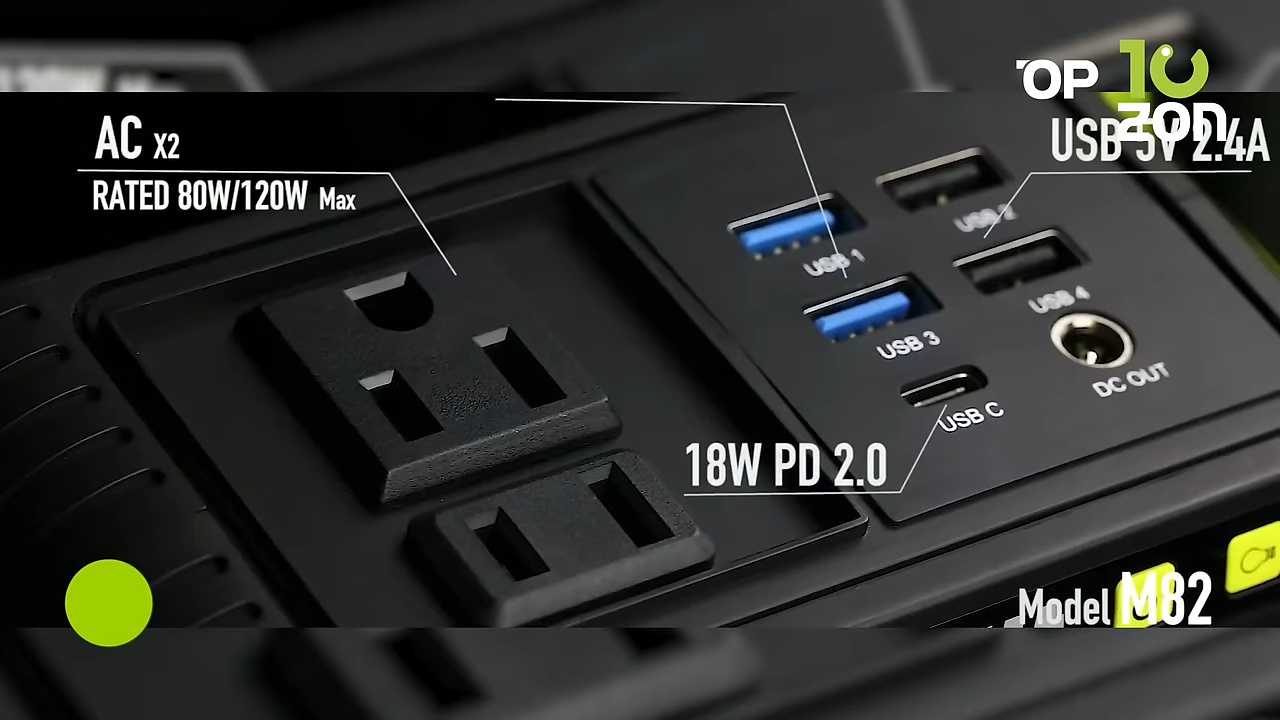 TOP 10
ZON
AC X2
RATED 80W/120W Max
USB 5V 2.4A
USB 1
USB 2
USB 3
USB 4
USB C
DC OUT
18W PD 2.0
Model M82